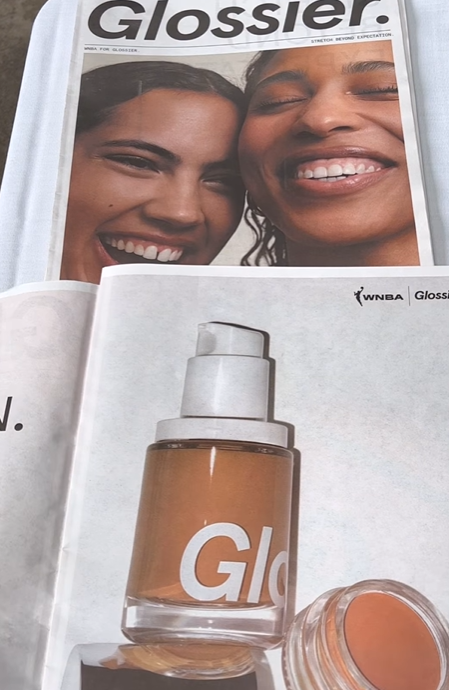 Glossier.
WNBA FOR GLOSSIER
STRETCH BEYOND EXPECTATION.
WNBA | Glossi
N.
Glo